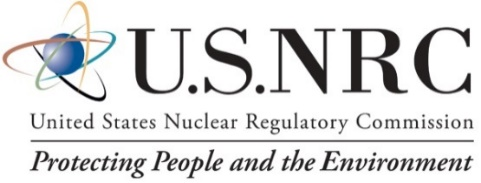 U.S.NRC
United States Nuclear Regulatory Commission
Protecting People and the Environment